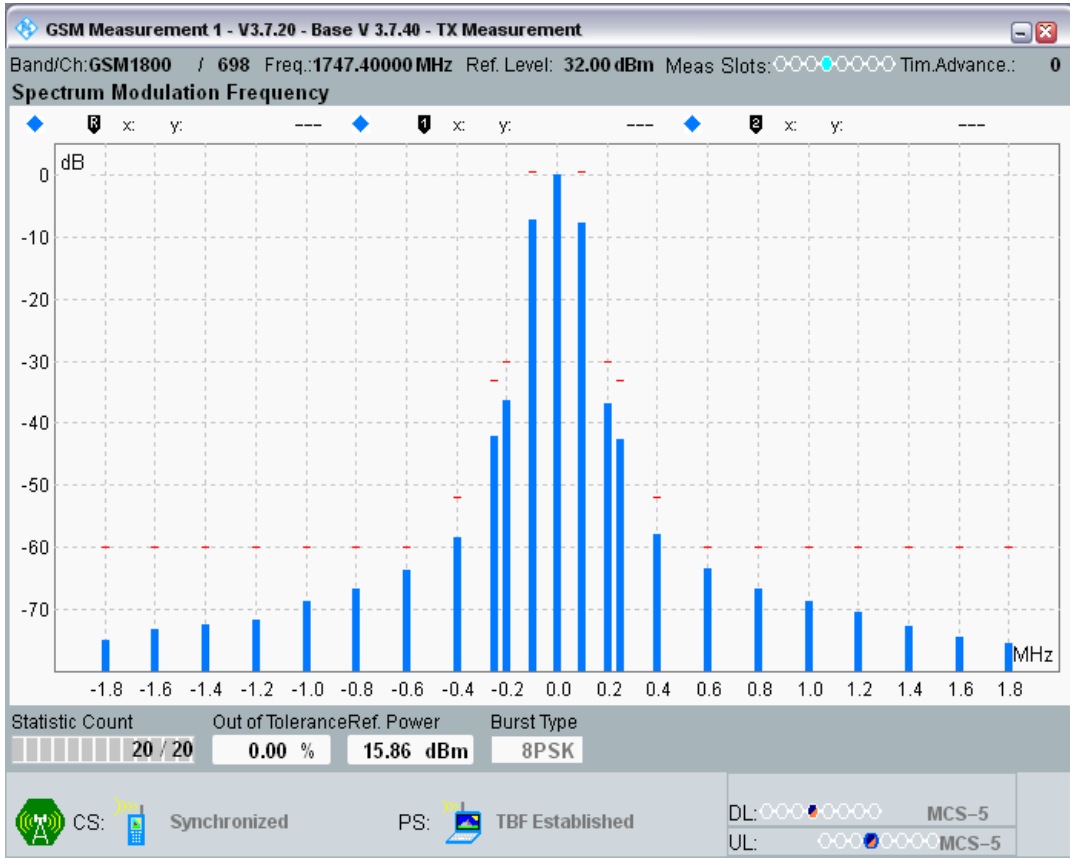 GSM Measurement 1 - V3.7.20 - Base V 3.7.40 - TX Measurement
Band/Ch:GSM1800 / 698 Freq.:1747.40000 MHz Ref. Level: 32.00 dBm Meas Slots: Tim.Advance.: 0
Spectrum Modulation Frequency
R x: y: --- 1 x: y: --- 2 x: y: ---
dB
0
-10
-20
-30
-40
-50
-60
-70
MHz
-1.8 -1.6 -1.4 -1.2 -1.0 -0.8 -0.6 -0.4 -0.2 0.0 0.2 0.4 0.6 0.8 1.0 1.2 1.4 1.6 1.8
Statistic Count Out of Tolerance Ref. Power Burst Type
20 / 20 0.00 % 15.86 dBm 8PSK
CS: Synchronized PS: TBF Established
DL: MCS-5
UL: MCS-5